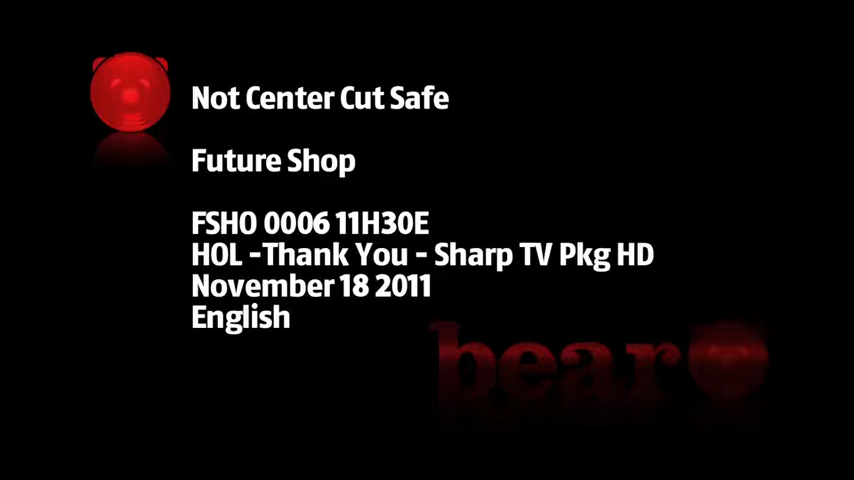 Not Center Cut Safe
Future Shop
FSHO 0006 11H30E
HOL -Thank You - Sharp TV Pkg HD
November 18 2011
English
bear